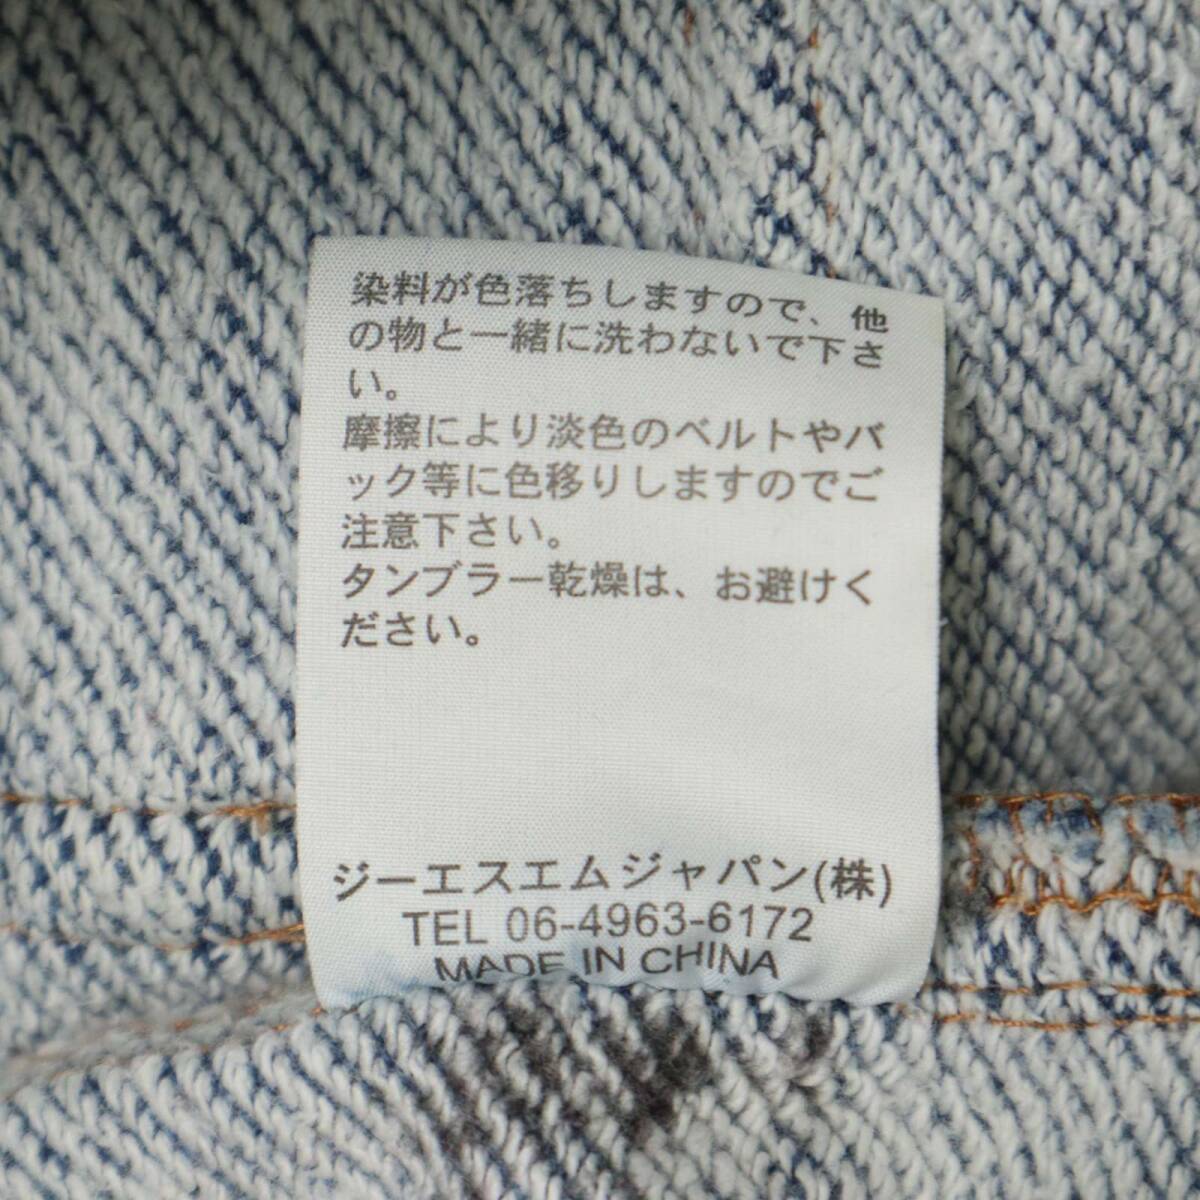 染料が色落ちしますので、他
の物と一緒に洗わないで下さ
い。
摩擦により淡色のベルトやバ
ック等に色移りしますのでご
注意下さい。
タンブラー乾燥は、お避けく
ださい。
ジーエスエムジャパン(株)
TEL 06-4963-6172
MADE IN CHINA